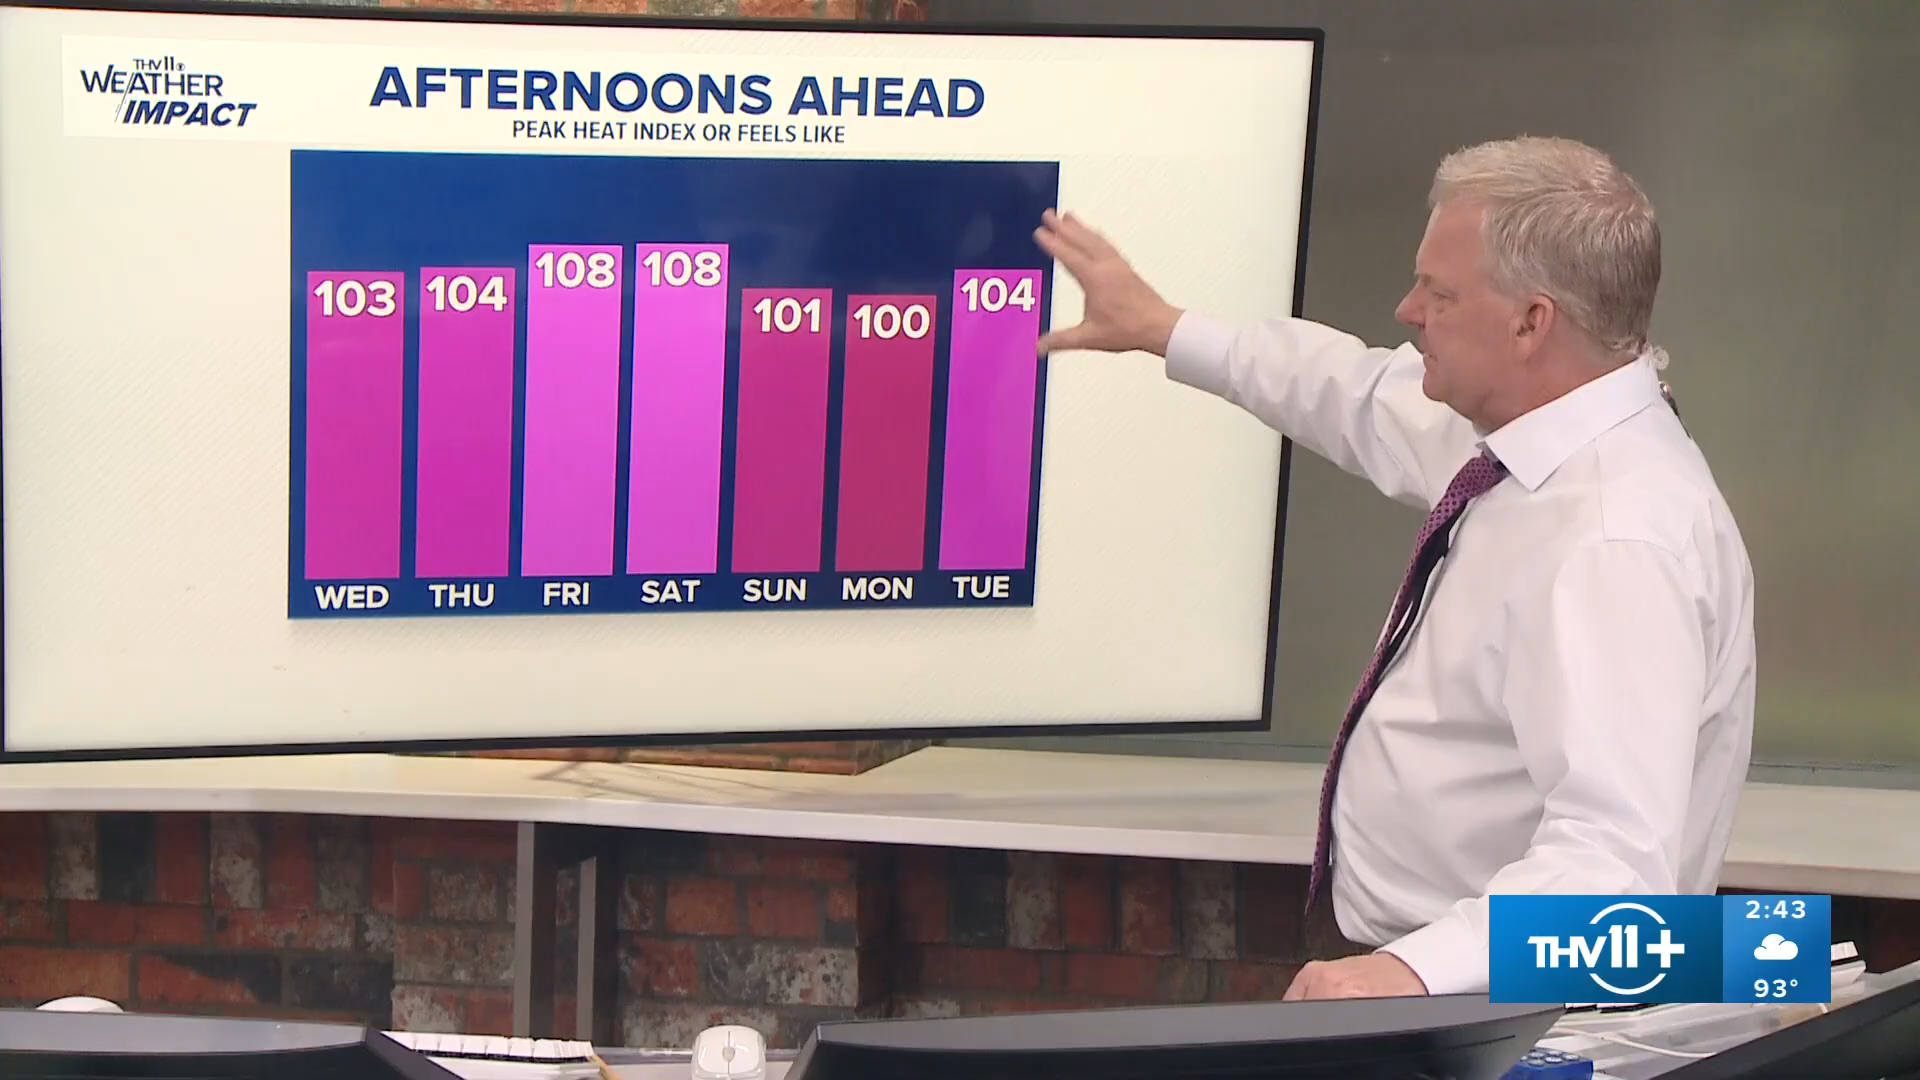 THV11®
WEATHER
IMPACT
AFTERNOONS AHEAD
PEAK HEAT INDEX OR FEELS LIKE
103 104 108 108 101 100 104
WED THU FRI SAT SUN MON TUE
THV11+
2:43
93°